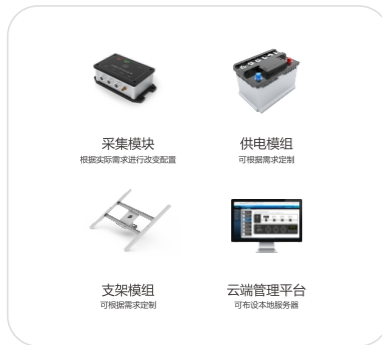 采集模块
供电模组
根据实际需求进行改变配置
可根据需求定制
支架模组
云端管理平台
可根据需求定制
可布设本地服务器